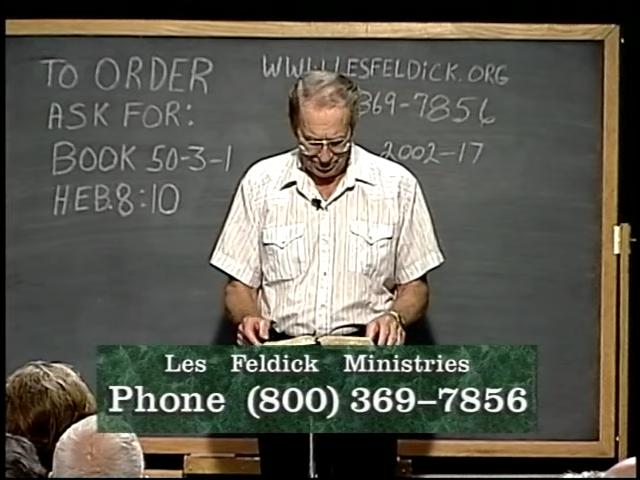 TO ORDER
ASK FOR:
BOOK 50-3-1
HEB.8:10
WWW.LESFELDICK.ORG
369-7856
2002-17
Les Feldick Ministries
Phone (800) 369–7856